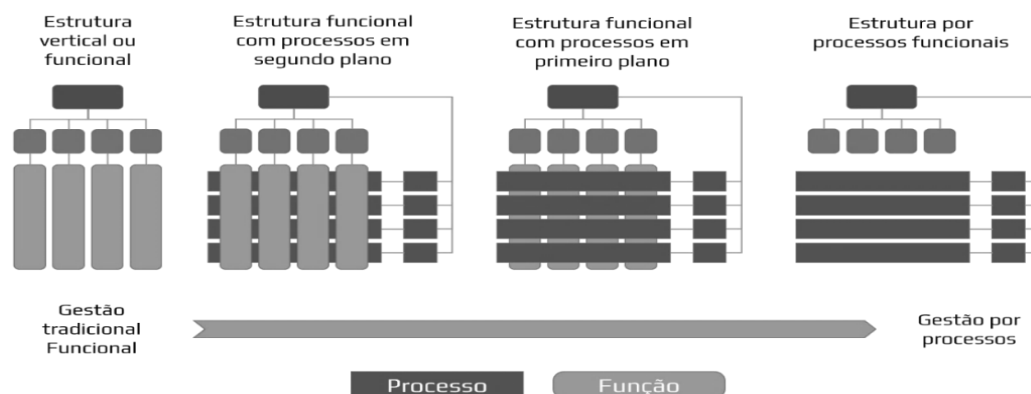 Estrutura
vertical ou
funcional
Estrutura funcional
com processos em
segundo plano
Estrutura funcional
com processos em
primeiro plano
Estrutura por
processos funcionais
Gestão
tradicional
Funcional
Gestão por
processos
Processo
Função